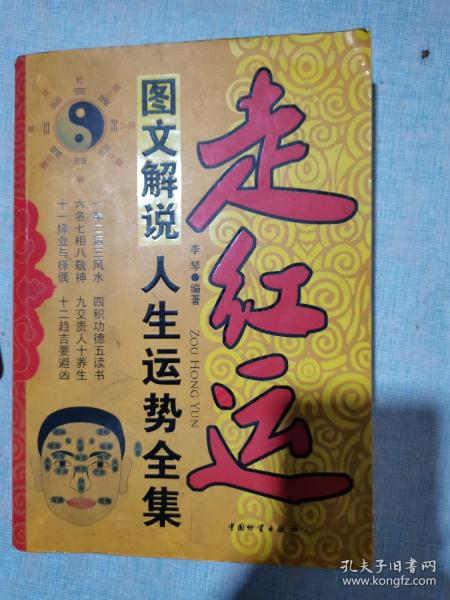 走红运
ZOU HONG YUN
李琴●编著
图文解说
人生运势全集
一命二运三风水
四积功德五读书
六名七相八敬神
九交贵人十养生
十一择业与择偶
十二趋吉要避凶
中国物资出版社
孔夫子旧书网
www.kongfz.com